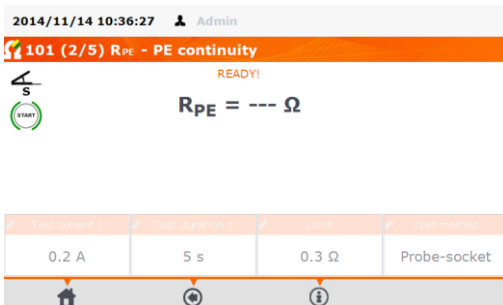 2014/11/14 10:36:27 Admin
101 (2/5) RPE - PE continuity
READY!
S
START
RPE = --- Ω
Test current I Test duration t Limit Test method
0.2 A 5 s 0.3 Ω Probe-socket